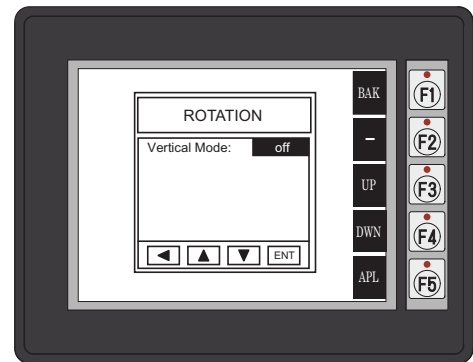 ROTATION
Vertical Mode: off
ENT
BAK
–
UP
DWN
APL
F1
F2
F3
F4
F5